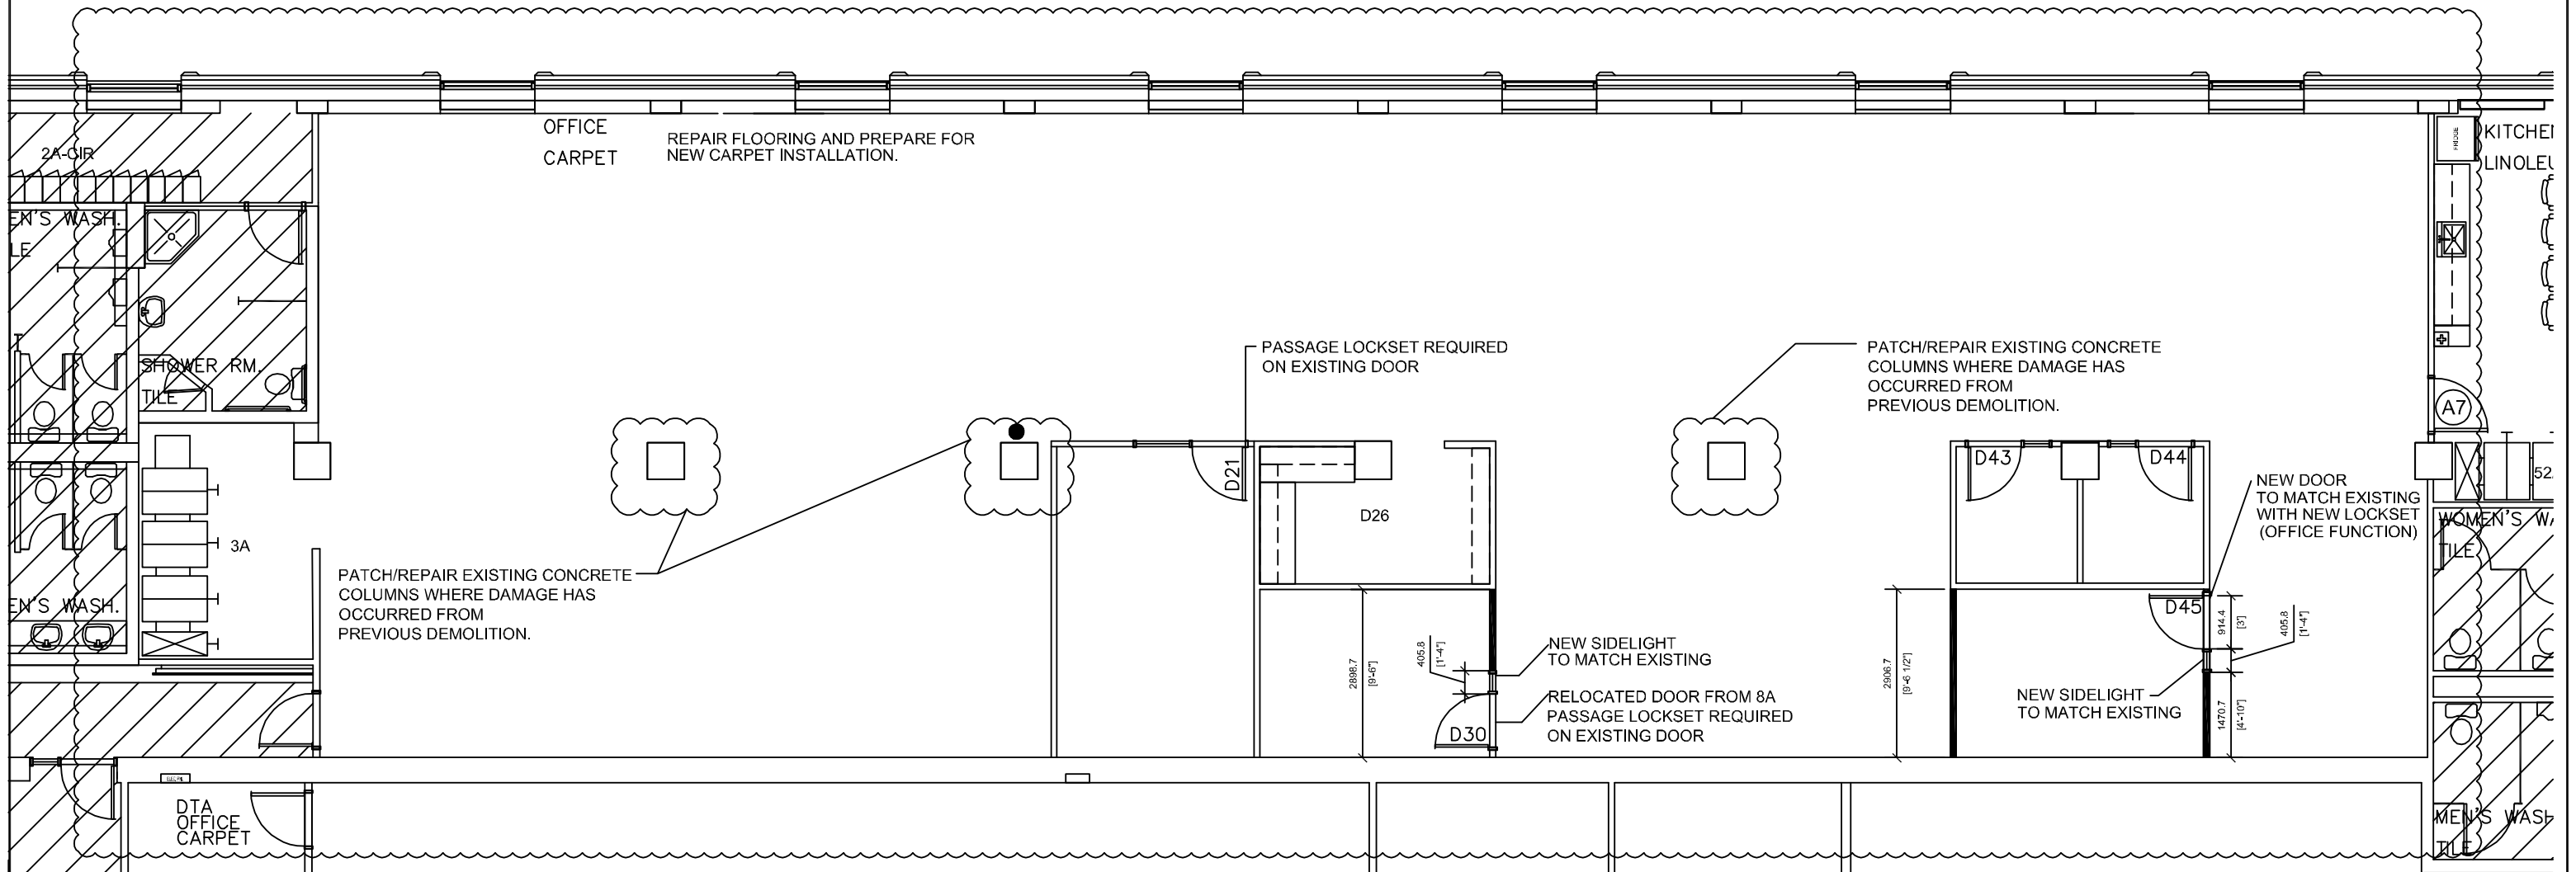 OFFICE
CARPET
REPAIR FLOORING AND PREPARE FOR
NEW CARPET INSTALLATION.
2A-CIR
EN'S WASH.
LE
SHOWER RM.
TILE
3A
EN'S WASH.
PATCH/REPAIR EXISTING CONCRETE
COLUMNS WHERE DAMAGE HAS
OCCURRED FROM
PREVIOUS DEMOLITION.
PASSAGE LOCKSET REQUIRED
ON EXISTING DOOR
D21
D26
PATCH/REPAIR EXISTING CONCRETE
COLUMNS WHERE DAMAGE HAS
OCCURRED FROM
PREVIOUS DEMOLITION.
D43
D44
NEW DOOR
TO MATCH EXISTING
WITH NEW LOCKSET
(OFFICE FUNCTION)
D45
914.4
[3']
405.8
[1'-4"]
1470.7
[4'-10"]
2906.7
[9'-6 1/2"]
NEW SIDELIGHT
TO MATCH EXISTING
2898.7
[9'-6"]
405.8
[1'-4"]
NEW SIDELIGHT
TO MATCH EXISTING
RELOCATED DOOR FROM 8A
PASSAGE LOCKSET REQUIRED
ON EXISTING DOOR
D30
FRIDGE
KITCHEN
LINOLEU
A7
52
WOMEN'S WA
TILE
MEN'S WASH
TILE
DTA
OFFICE
CARPET